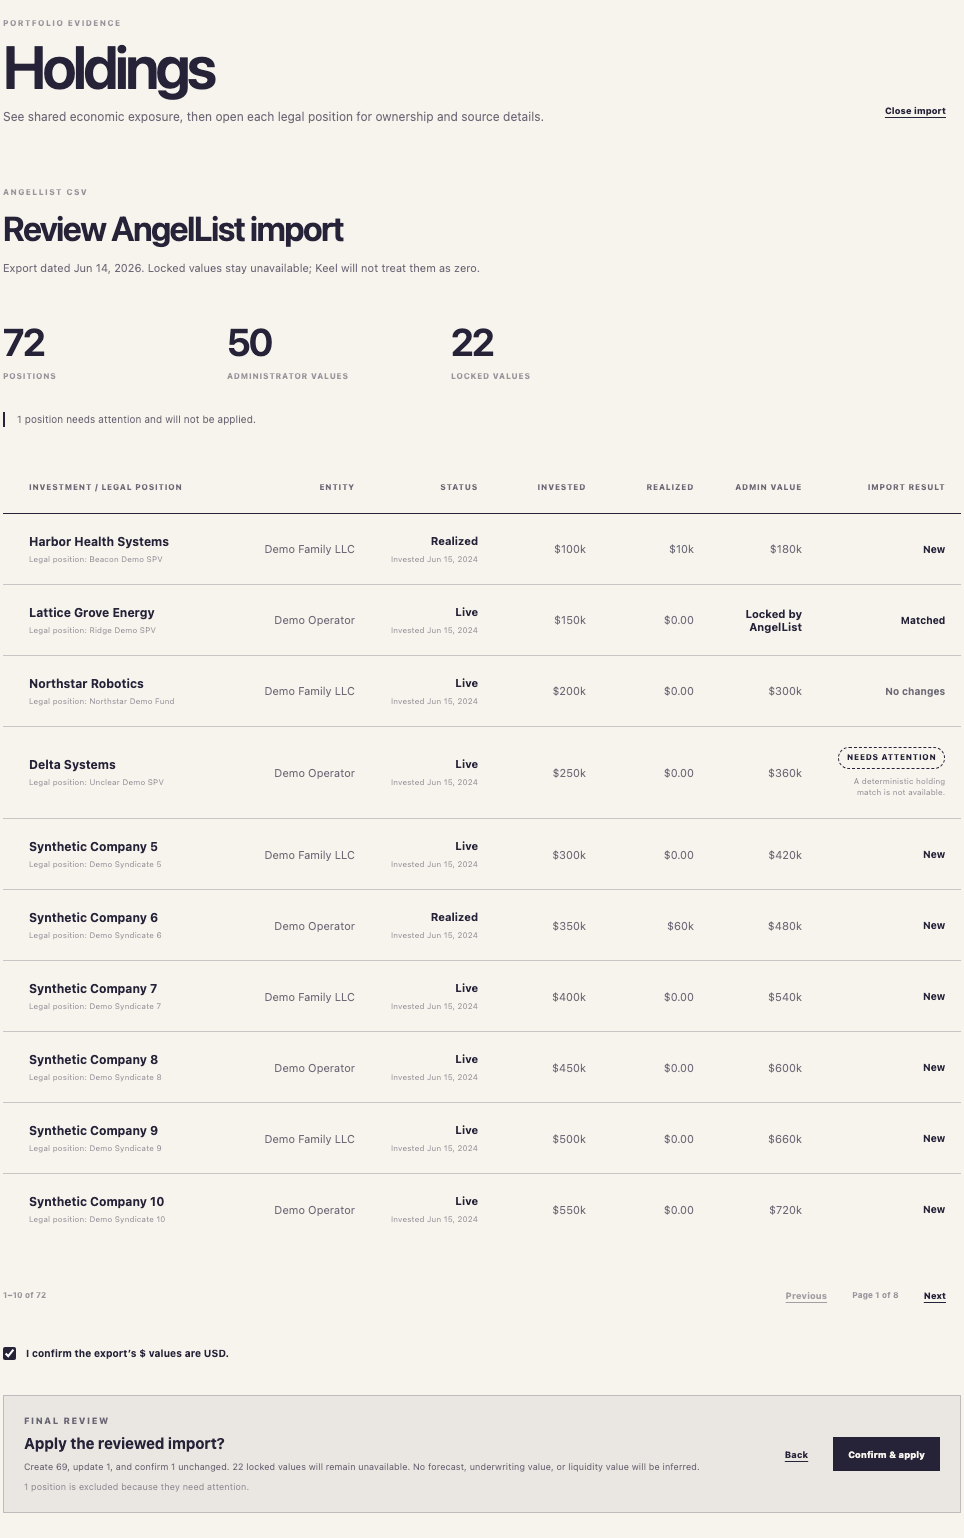 PORTFOLIO EVIDENCE
Holdings
See shared economic exposure, then open each legal position for ownership and source details.
Close import
ANGELLIST CSV
Review AngelList import
Export dated Jun 14, 2026. Locked values stay unavailable; Keel will not treat them as zero.
72 50 22
POSITIONS ADMINISTRATOR VALUES LOCKED VALUES
1 position needs attention and will not be applied.
INVESTMENT / LEGAL POSITION ENTITY STATUS INVESTED REALIZED ADMIN VALUE IMPORT RESULT
Harbor Health Systems Demo Family LLC Realized $100k $10k $180k New
Legal position: Beacon Demo SPV Invested Jun 15, 2024
Lattice Grove Energy Demo Operator Live $150k $0.00 Locked by Matched
Legal position: Ridge Demo SPV Invested Jun 15, 2024 AngelList
Northstar Robotics Demo Family LLC Live $200k $0.00 $300k No changes
Legal position: Northstar Demo Fund Invested Jun 15, 2024
Delta Systems Demo Operator Live $250k $0.00 $360k NEEDS ATTENTION
Legal position: Unclear Demo SPV Invested Jun 15, 2024 A deterministic holding
match is not available.
Synthetic Company 5 Demo Family LLC Live $300k $0.00 $420k New
Legal position: Demo Syndicate 5 Invested Jun 15, 2024
Synthetic Company 6 Demo Operator Realized $350k $60k $480k New
Legal position: Demo Syndicate 6 Invested Jun 15, 2024
Synthetic Company 7 Demo Family LLC Live $400k $0.00 $540k New
Legal position: Demo Syndicate 7 Invested Jun 15, 2024
Synthetic Company 8 Demo Operator Live $450k $0.00 $600k New
Legal position: Demo Syndicate 8 Invested Jun 15, 2024
Synthetic Company 9 Demo Family LLC Live $500k $0.00 $660k New
Legal position: Demo Syndicate 9 Invested Jun 15, 2024
Synthetic Company 10 Demo Operator Live $550k $0.00 $720k New
Legal position: Demo Syndicate 10 Invested Jun 15, 2024
1–10 of 72 Previous Page 1 of 8 Next
I confirm the export’s $ values are USD.
FINAL REVIEW
Apply the reviewed import?
Create 69, update 1, and confirm 1 unchanged. 22 locked values will remain unavailable. No forecast, underwriting value, or liquidity value will be inferred.
1 position is excluded because they need attention.
Back Confirm & apply